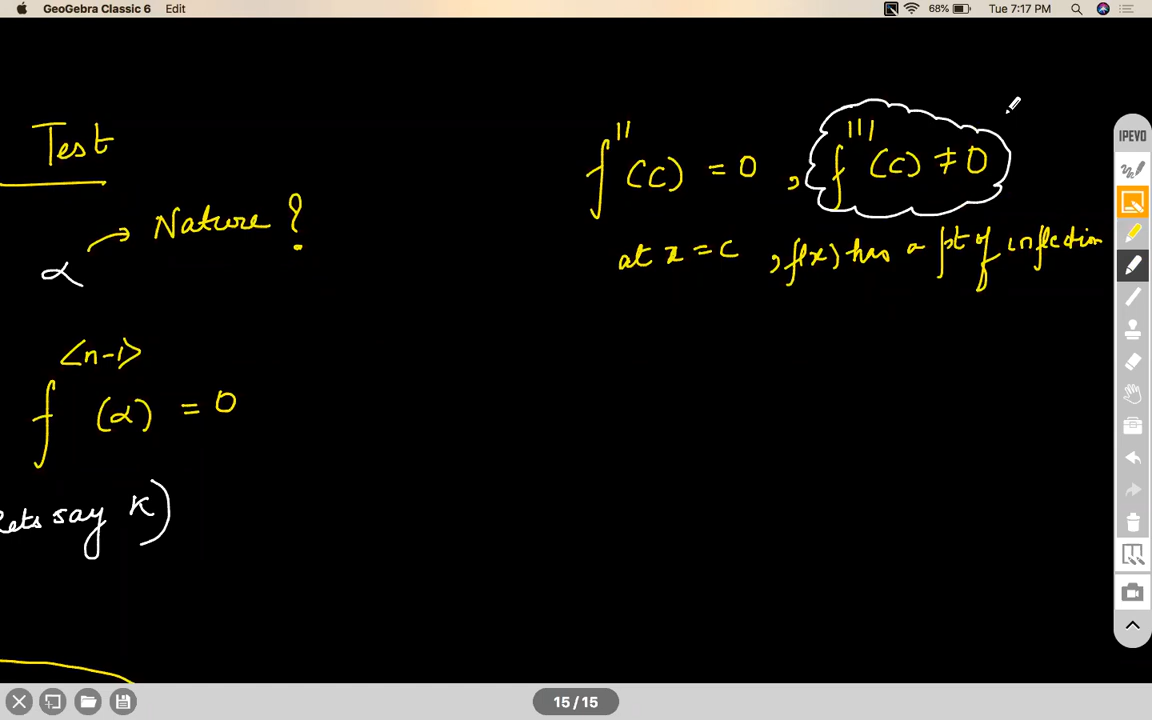 GeoGebra Classic 6 Edit 68% Tue 7:17 PM
IPEVO
Test
α → Nature ?
f<n-1> (α) = 0
Lets say K)
f'' (c) = 0 , f''' (c) ≠ 0
at x = c , f(x) has a pt of inflection
15 / 15